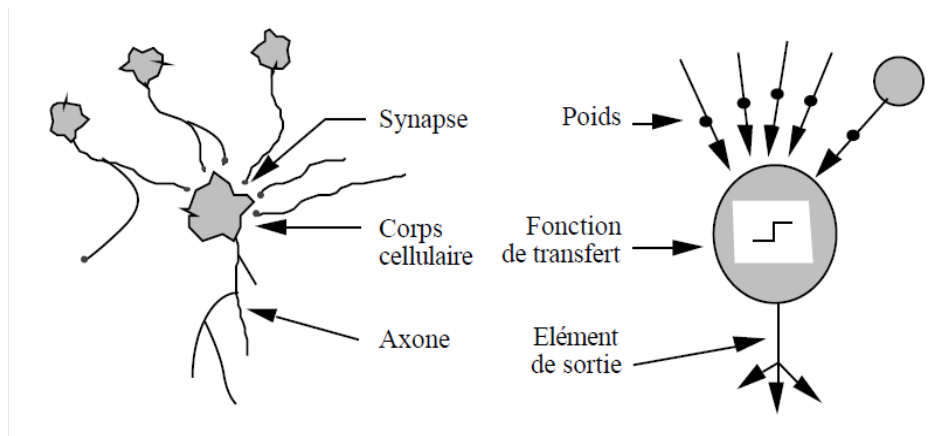 Synapse
Corps
cellulaire
Axone
Poids
Fonction
de transfert
Elément
de sortie